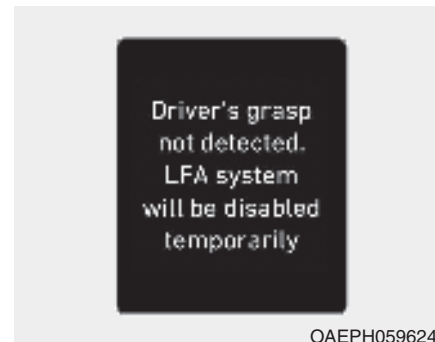 Driver's grasp
not detected.
LFA system
will be disabled
temporarily
OAEPH059624